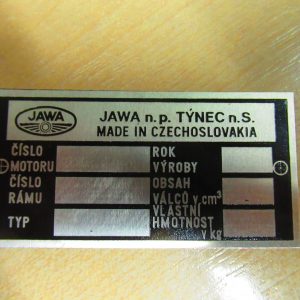 JAWA
JAWA n.p. TÝNEC n.S.
MADE IN CZECHOSLOVAKIA
ČÍSLO
MOTORU
ČÍSLO
RÁMU
TYP
ROK
VÝROBY
OBSAH
VÁLCŮ v cm³
VLASTNÍ
HMOTNOST
v kg